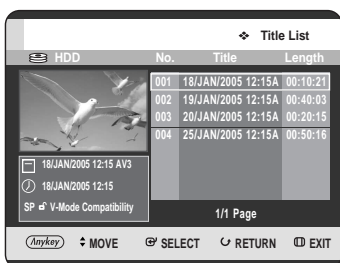 ❖ Title List
HDD No. Title Length
001 18/JAN/2005 12:15A 00:10:21
002 19/JAN/2005 12:15A 00:40:03
003 20/JAN/2005 12:15A 00:20:15
004 25/JAN/2005 12:15A 00:50:16
18/JAN/2005 12:15 AV3
18/JAN/2005 12:15
SP V-Mode Compatibility
1/1 Page
Anykey MOVE SELECT RETURN EXIT